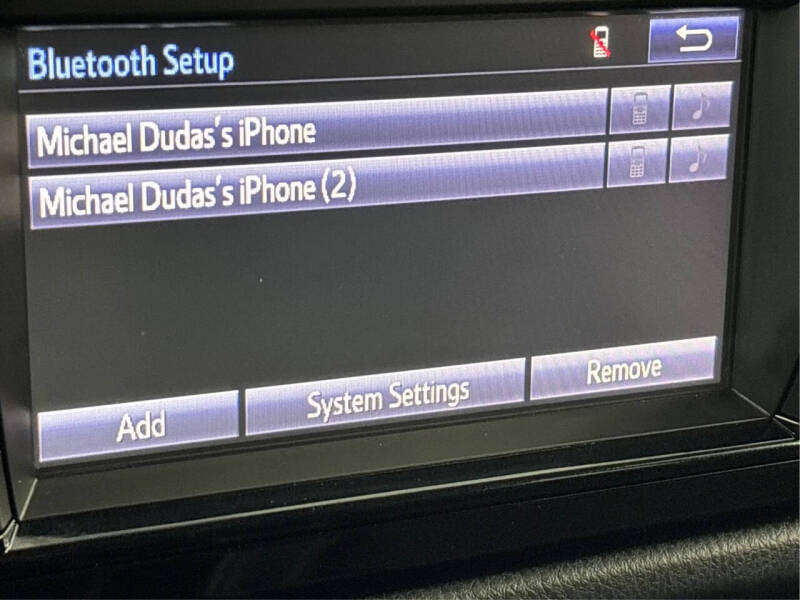 Bluetooth Setup
Michael Dudas's iPhone
Michael Dudas's iPhone (2)
Add
System Settings
Remove